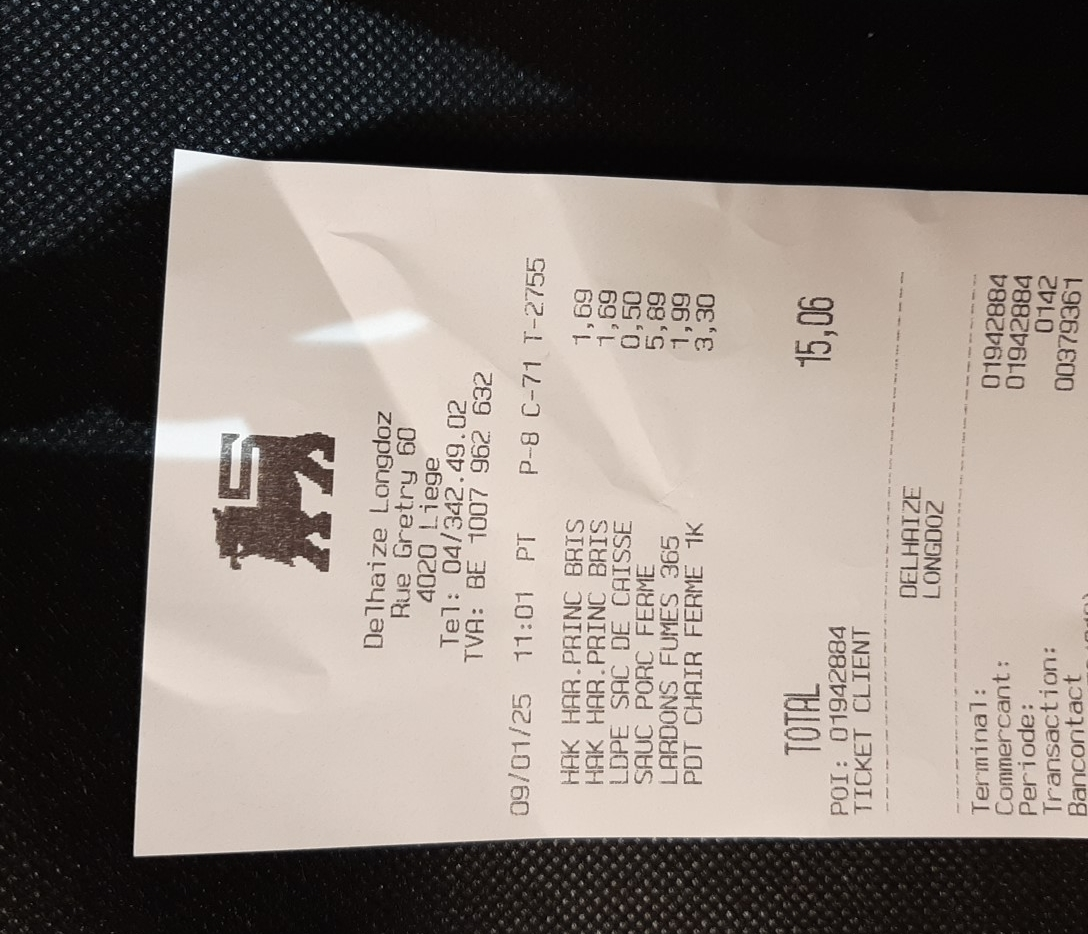 Delhaize Longdoz
Rue Gretry 60
4020 Liege
Tel: 04/342.49.02
TVA: BE 1007 962 632
09/01/25 11:01 PT P-8 C-71 T-2755
HAK HAR.PRINC BRIS 1,69
HAK HAR.PRINC BRIS 1,69
LDPE SAC DE CAISSE 0,50
SAUC PORC FERME 5,89
LARDONS FUMES 365 1,99
PDT CHAIR FERME 1K 3,30
TOTAL 15,06
POI: 01942884
TICKET CLIENT
DELHAIZE
LONGDOZ
Terminal: 01942884
Commercant: 01942884
Periode: 0142
Transaction: 00379361
Bancontact